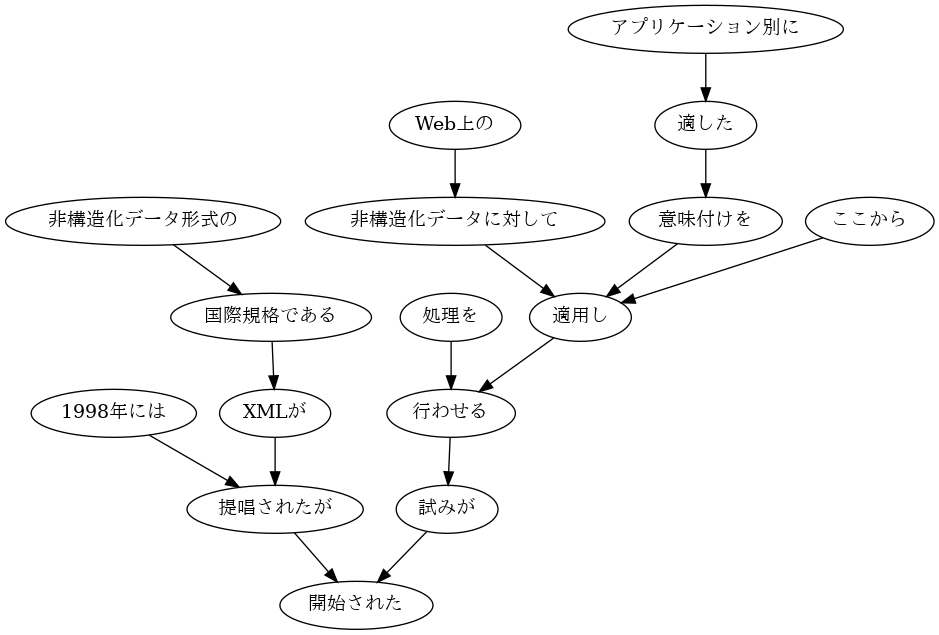 アプリケーション別に
Web上の
適した
非構造化データ形式の
非構造化データに対して
意味付けを
ここから
国際規格である
処理を
適用し
1998年には
XMLが
行わせる
提唱されたが
試みが
開始された